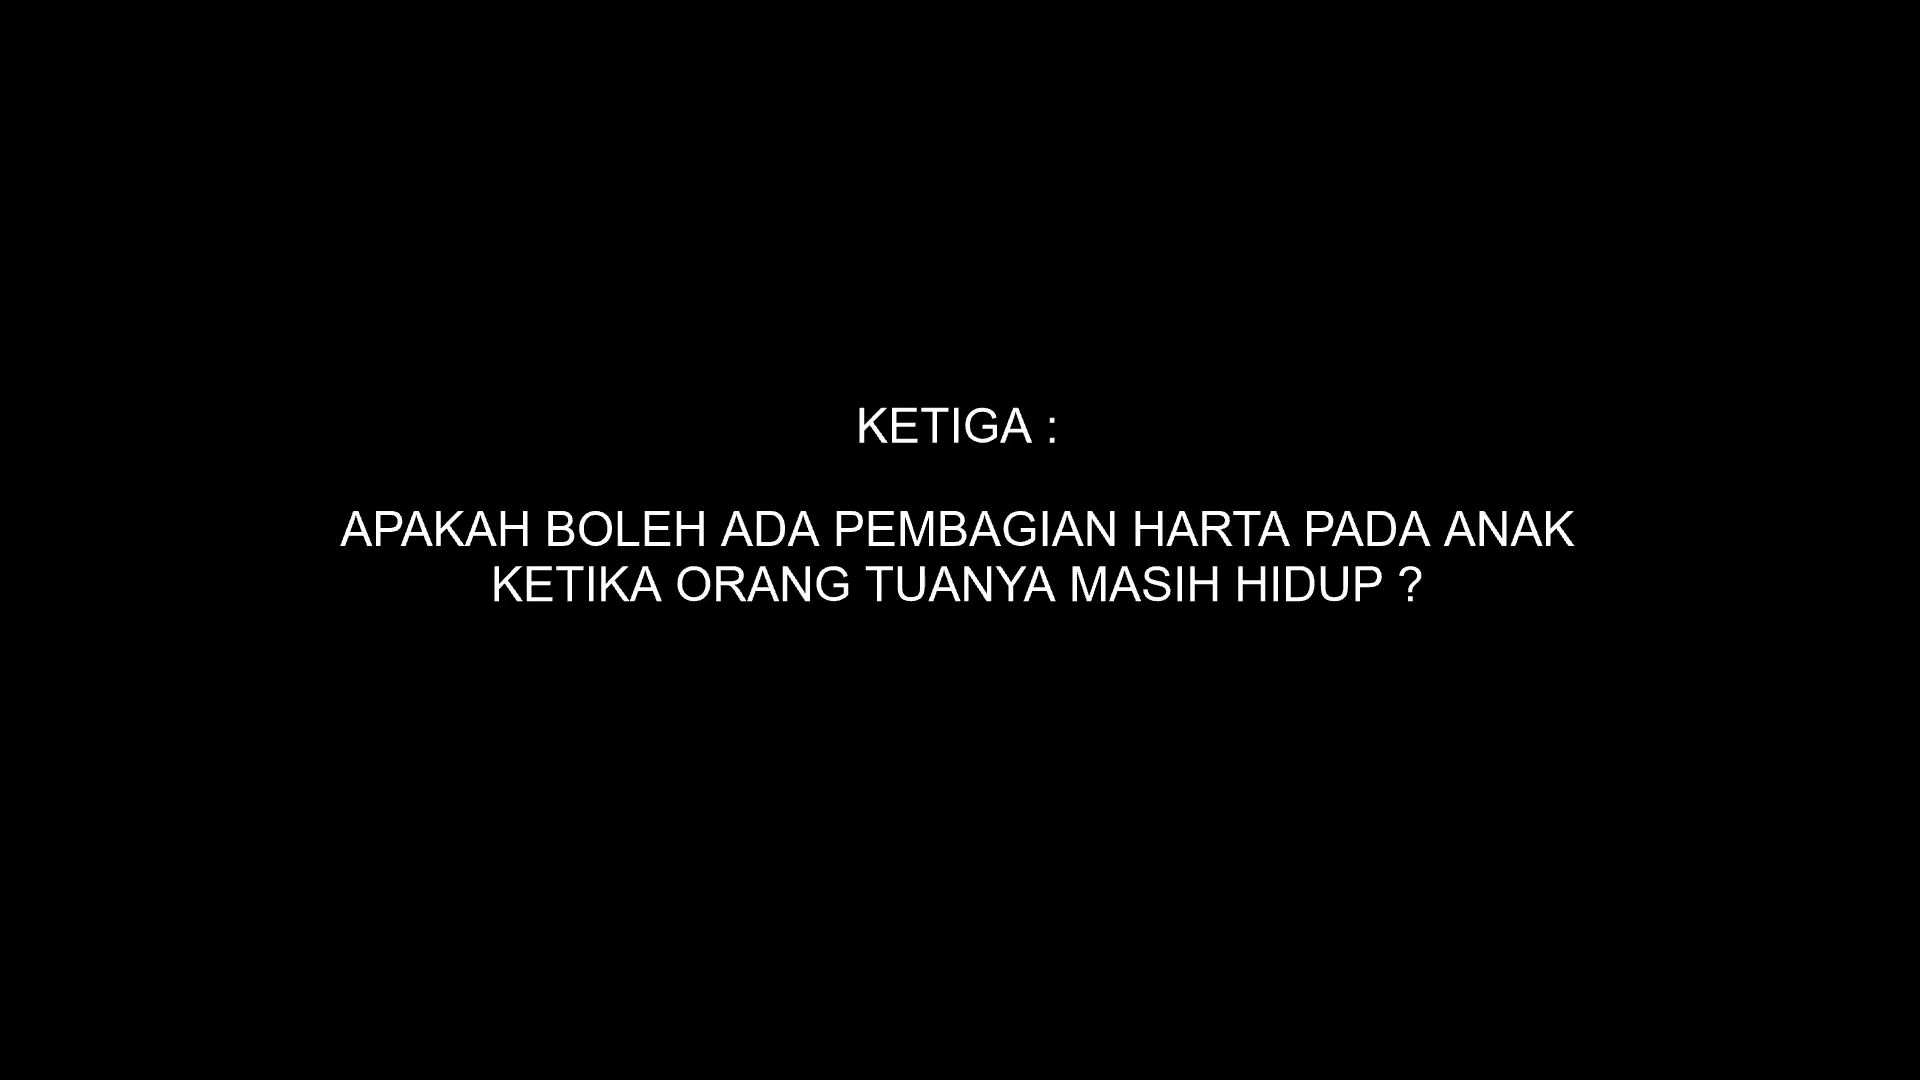 KETIGA :
APAKAH BOLEH ADA PEMBAGIAN HARTA PADA ANAK
KETIKA ORANG TUANYA MASIH HIDUP ?